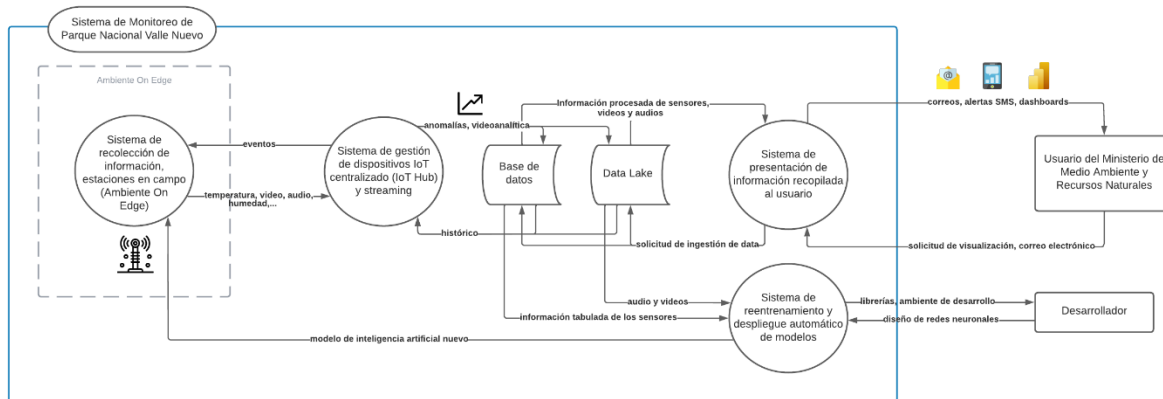 Sistema de Monitoreo de
Parque Nacional Valle Nuevo
Ambiente On Edge
Sistema de
recolección de
información,
estaciones en campo
(Ambiente On
Edge)
eventos
temperatura, video, audio,
humedad,...
Sistema de gestión
de dispositivos IoT
centralizado (IoT Hub)
y streaming
anomalías, videoanalítica
Información procesada de sensores,
videos y audios
Base de
datos
Data Lake
histórico
solicitud de ingestión de data
Sistema de
presentación de
información recopilada
al usuario
correos, alertas SMS, dashboards
Usuario del Ministerio de
Medio Ambiente y
Recursos Naturales
solicitud de visualización, correo electrónico
audio y videos
información tabulada de los sensores
modelo de inteligencia artificial nuevo
Sistema de
reentrenamiento y
despliegue automático
de modelos
librerías, ambiente de desarrollo
diseño de redes neuronales
Desarrollador